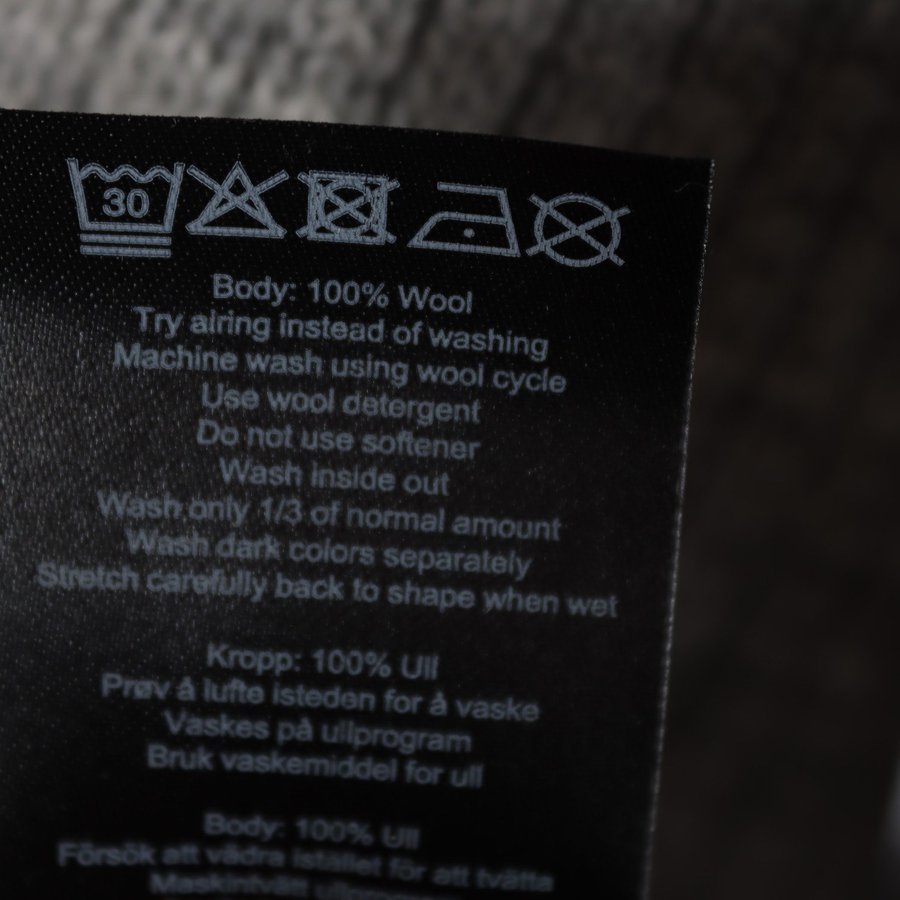 30
Body: 100% Wool
Try airing instead of washing
Machine wash using wool cycle
Use wool detergent
Do not use softener
Wash inside out
Wash only 1/3 of normal amount
Wash dark colors separately
Stretch carefully back to shape when wet
Kropp: 100% Ull
Prøv å lufte isteden for å vaske
Vaskes på ullprogram
Bruk vaskemiddel for ull
Body: 100% Ull
Försök att vädra istället för att tvätta
Maskintvätt ullprogram